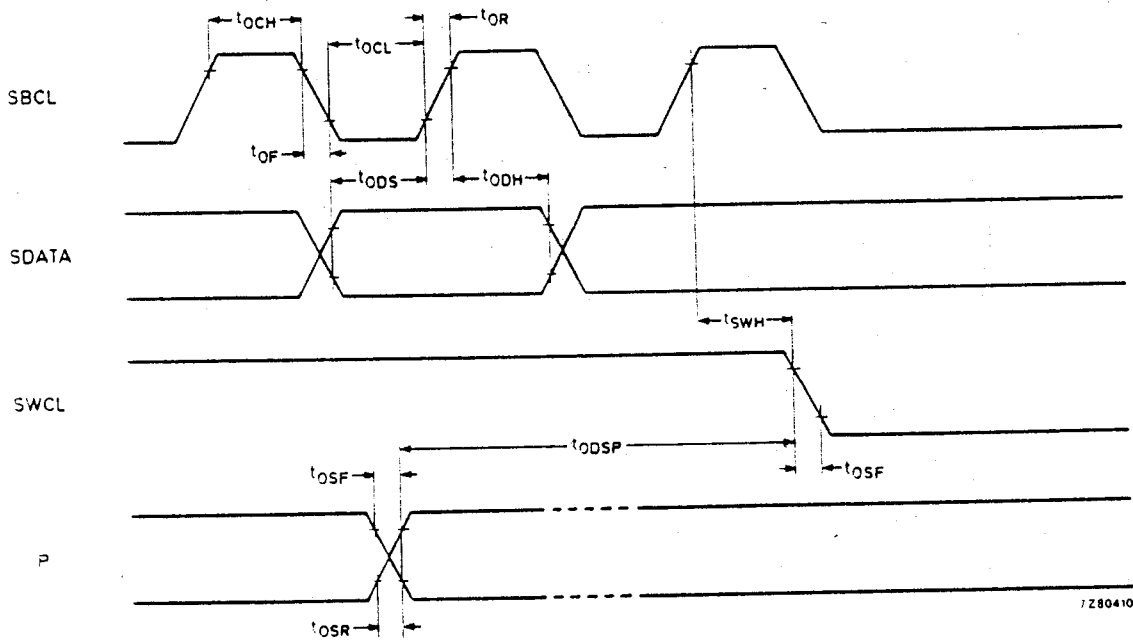 tOCH
tOR
tOCL
SBCL
tOF
tODS
tODH
SDATA
tSWH
SWCL
tODSP
tOSF
tOSF
P
tOSR
7Z80410